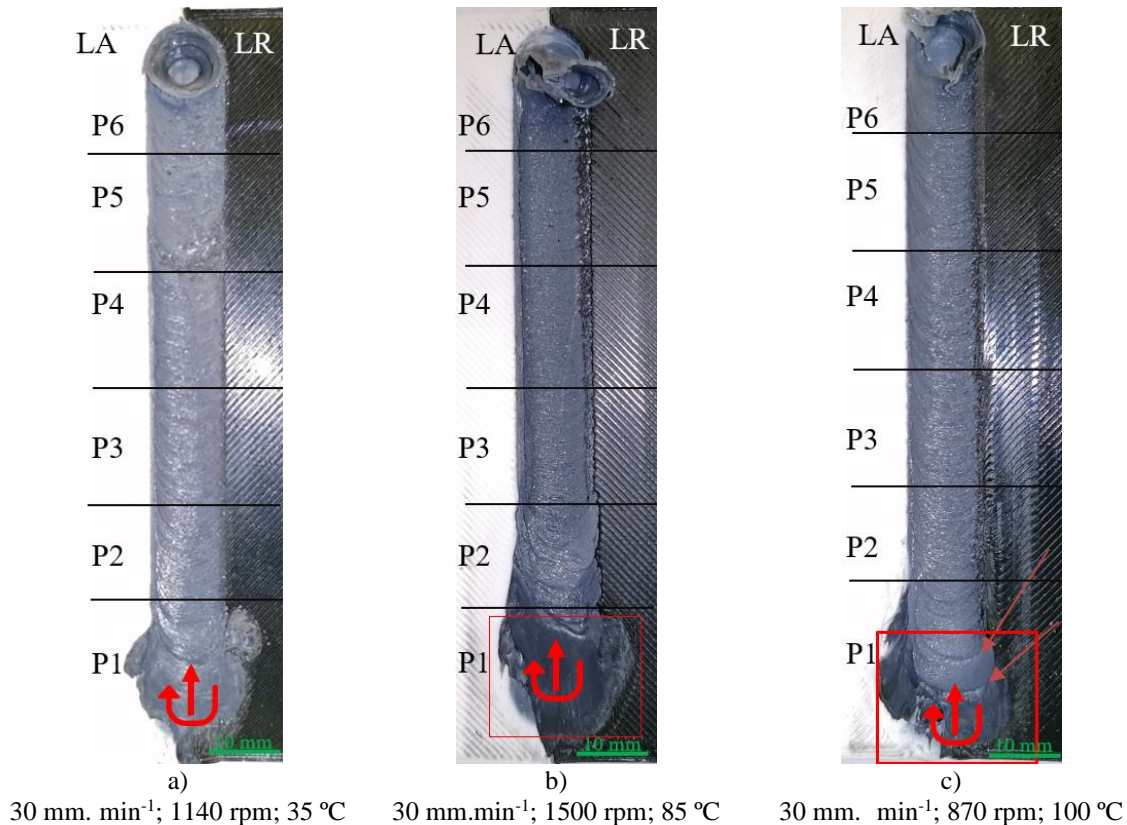 LA LR
P6
P5
P4
P3
P2
P1
10 mm
a)
30 mm. min⁻¹; 1140 rpm; 35 ºC
LA LR
P6
P5
P4
P3
P2
P1
10 mm
b)
30 mm.min⁻¹; 1500 rpm; 85 ºC
LA LR
P6
P5
P4
P3
P2
P1
10 mm
c)
30 mm. min⁻¹; 870 rpm; 100 ºC